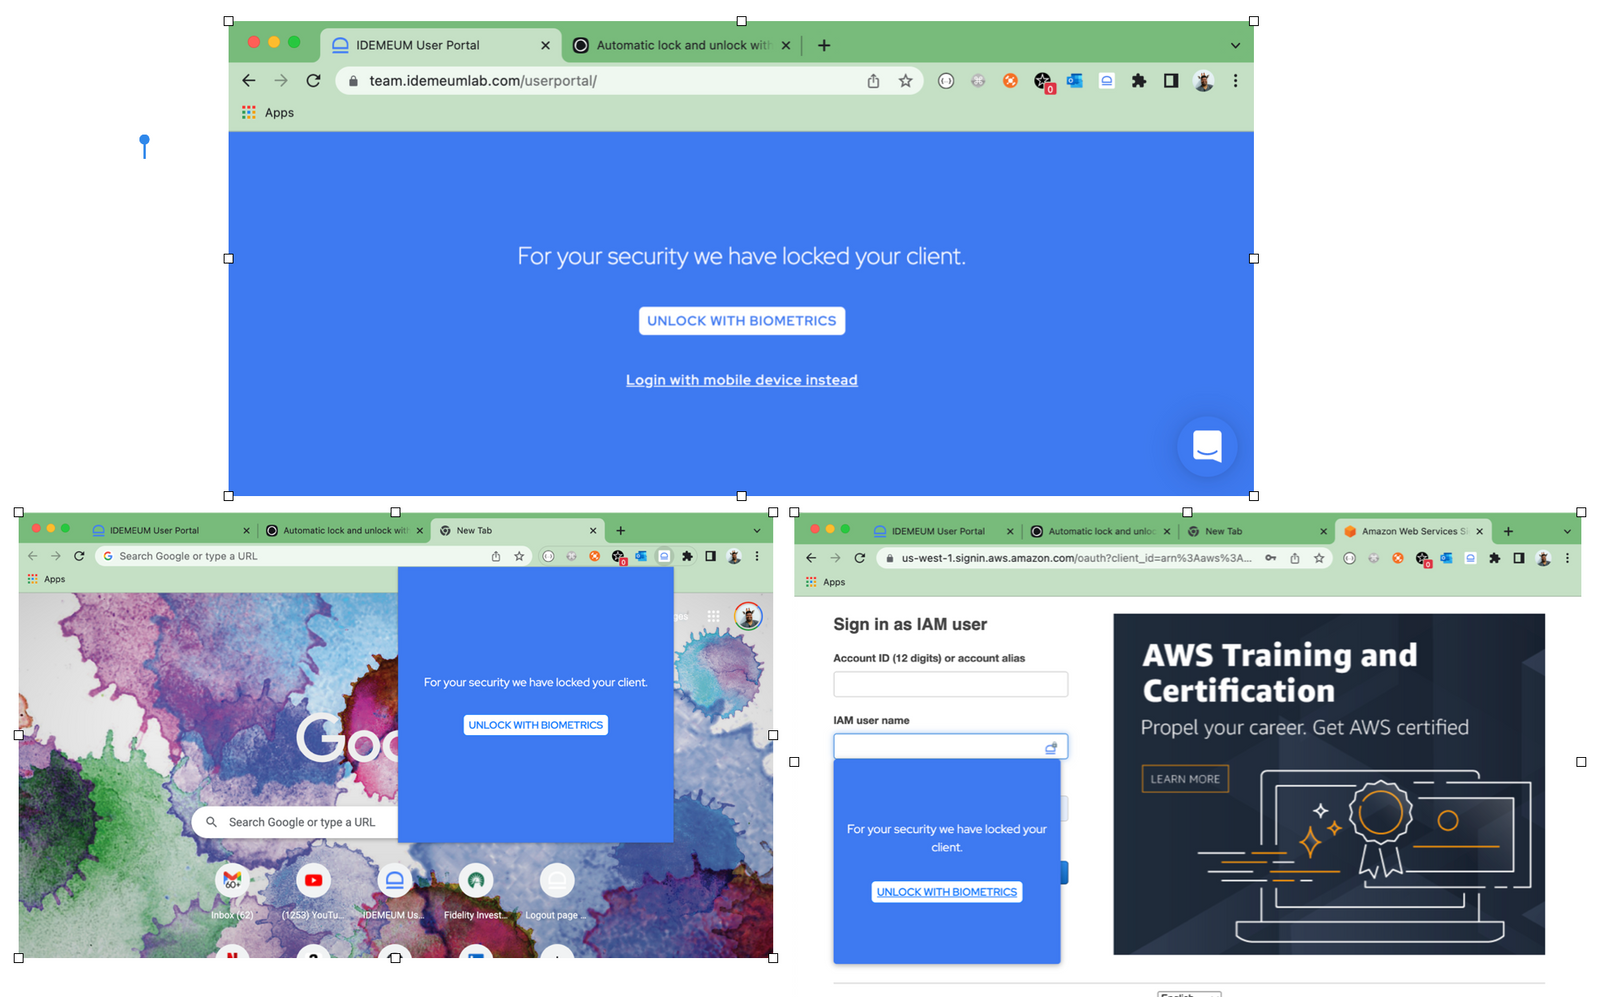 IDEMEUM User Portal
Automatic lock and unlock with
team.idemeumlab.com/userportal/
0
Apps
For your security we have locked your client.
UNLOCK WITH BIOMETRICS
Login with mobile device instead
IDEMEUM User Portal
Automatic lock and unlock with
New Tab
Search Google or type a URL
0
Apps
For your security we have locked your client.
UNLOCK WITH BIOMETRICS
Goo
Search Google or type a URL
60+
Inbox (62)
(1253) YouTu...
IDEMEUM Us...
Fidelity Invest...
Logout page ...
IDEMEUM User Portal
Automatic lock and unloc
New Tab
Amazon Web Services Si
us-west-1.signin.aws.amazon.com/oauth?client_id=arn%3Aaws%3A...
0
Apps
Sign in as IAM user
Account ID (12 digits) or account alias
IAM user name
For your security we have locked your
client.
UNLOCK WITH BIOMETRICS
AWS Training and
Certification
Propel your career. Get AWS certified
LEARN MORE
English